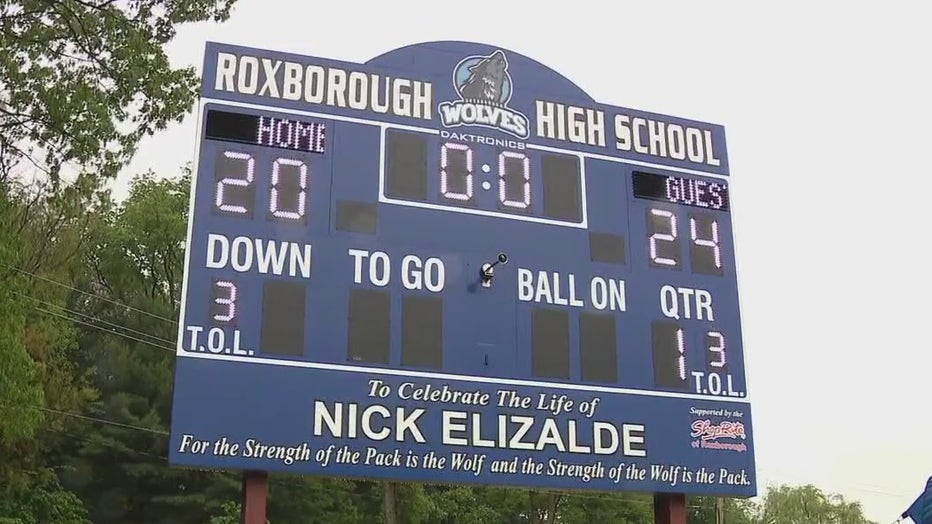 ROXBOROUGH WOLVES HIGH SCHOOL
DAKTRONICS
HOME 0:0 GUES
20 24
DOWN TO GO BALL ON QTR
3 1 3
T.O.L. T.O.L.
To Celebrate The Life of
NICK ELIZALDE
For the Strength of the Pack is the Wolf and the Strength of the Wolf is the Pack.
Supported by the
ShopRite
of Roxborough